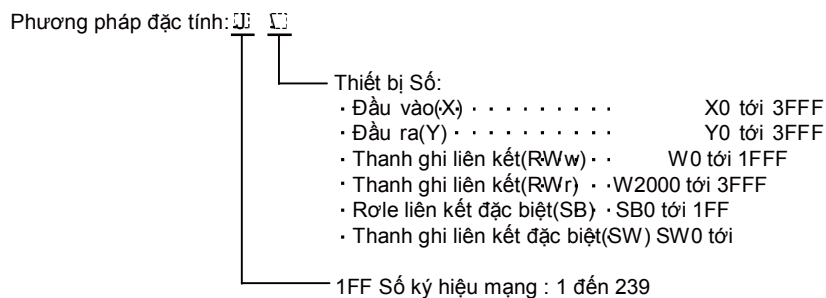 Phương pháp đặc tính: J \
Thiết bị Số:
· Đầu vào(X) · · · · · · · · · · X0 tới 3FFF
· Đầu ra(Y) · · · · · · · · · · Y0 tới 3FFF
· Thanh ghi liên kết(RWw) · · W0 tới 1FFF
· Thanh ghi liên kết(RWr) · · W2000 tới 3FFF
· Rơle liên kết đặc biệt(SB) · SB0 tới 1FF
· Thanh ghi liên kết đặc biệt(SW) SW0 tới
1FF Số ký hiệu mạng : 1 đến 239